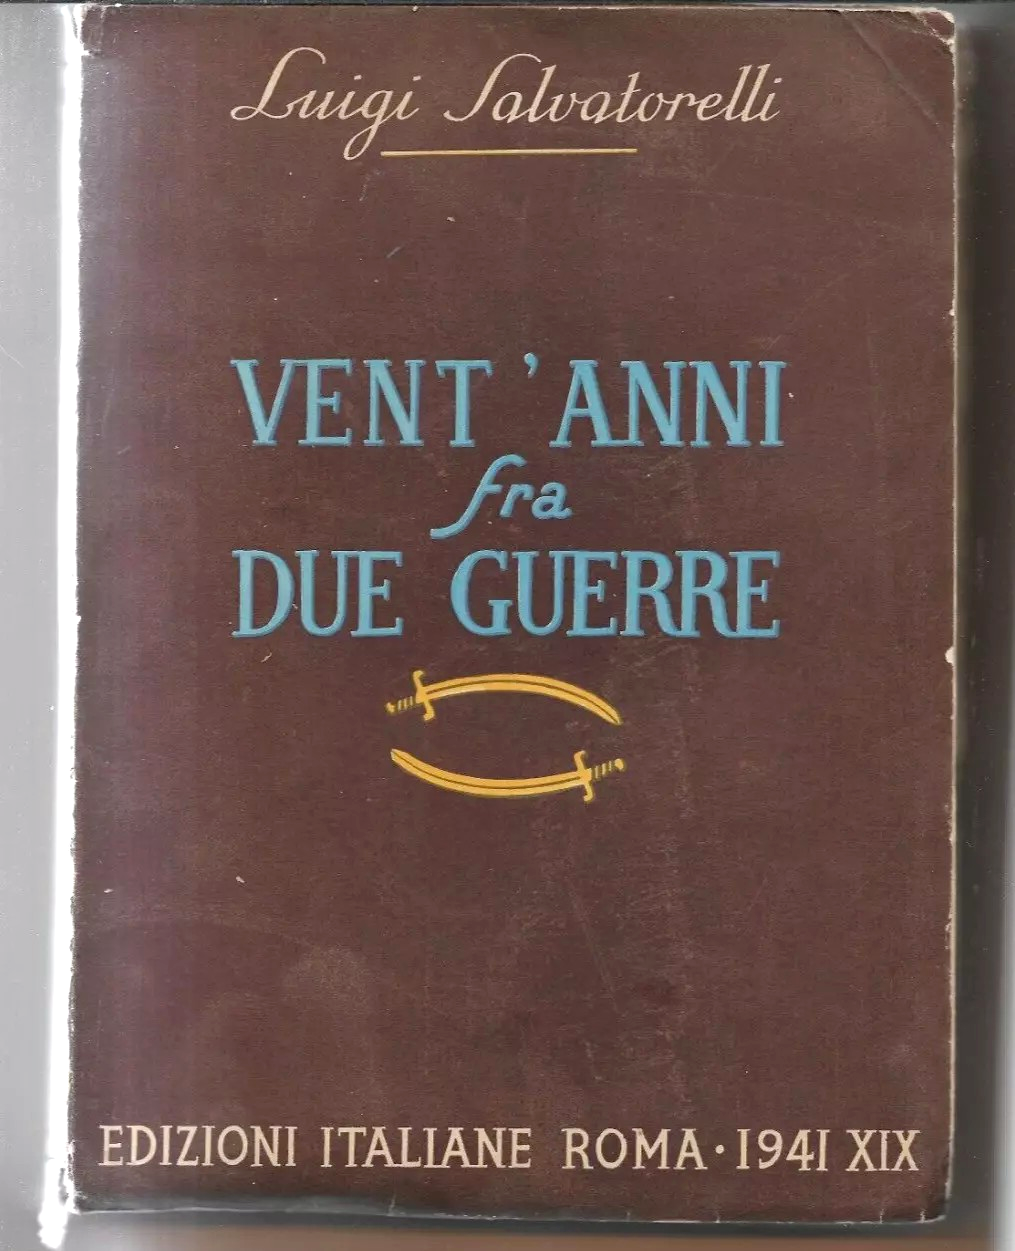 Luigi Salvatorelli
VENT'ANNI
fra
DUE GUERRE
EDIZIONI ITALIANE ROMA · 1941 XIX